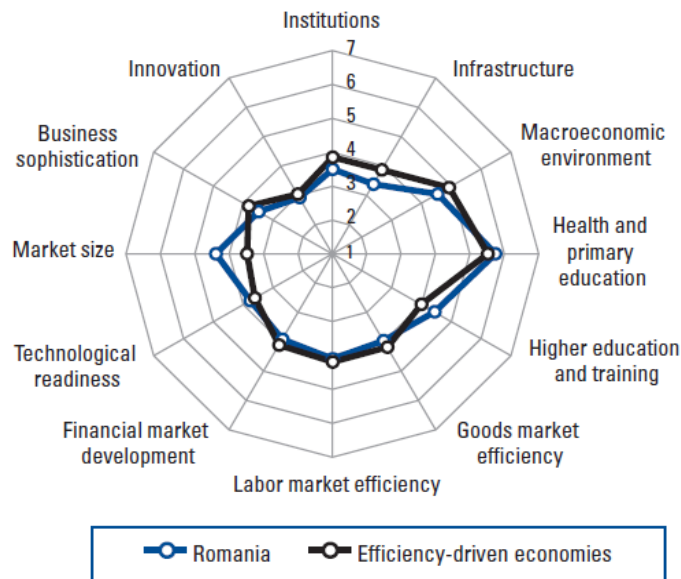 Institutions
7
6
5
4
3
2
1
Infrastructure
Macroeconomic
environment
Health and
primary
education
Higher education
and training
Goods market
efficiency
Labor market efficiency
Financial market
development
Technological
readiness
Market size
Business
sophistication
Innovation
Romania
Efficiency-driven economies